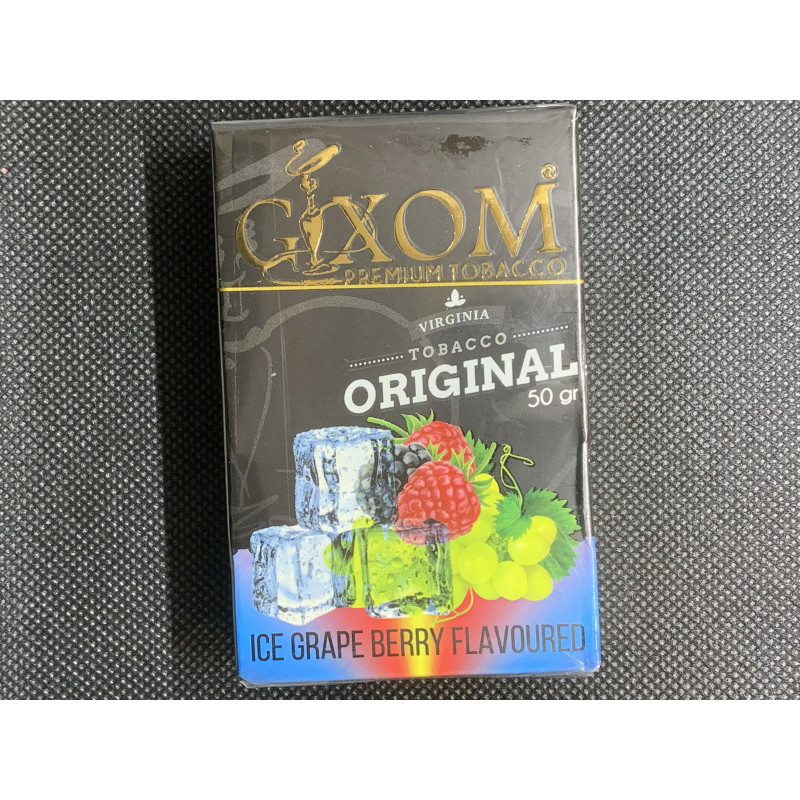 GIXOM®
PREMIUM TOBACCO
VIRGINIA
TOBACCO
ORIGINAL
50 gr
ICE GRAPE BERRY FLAVOURED